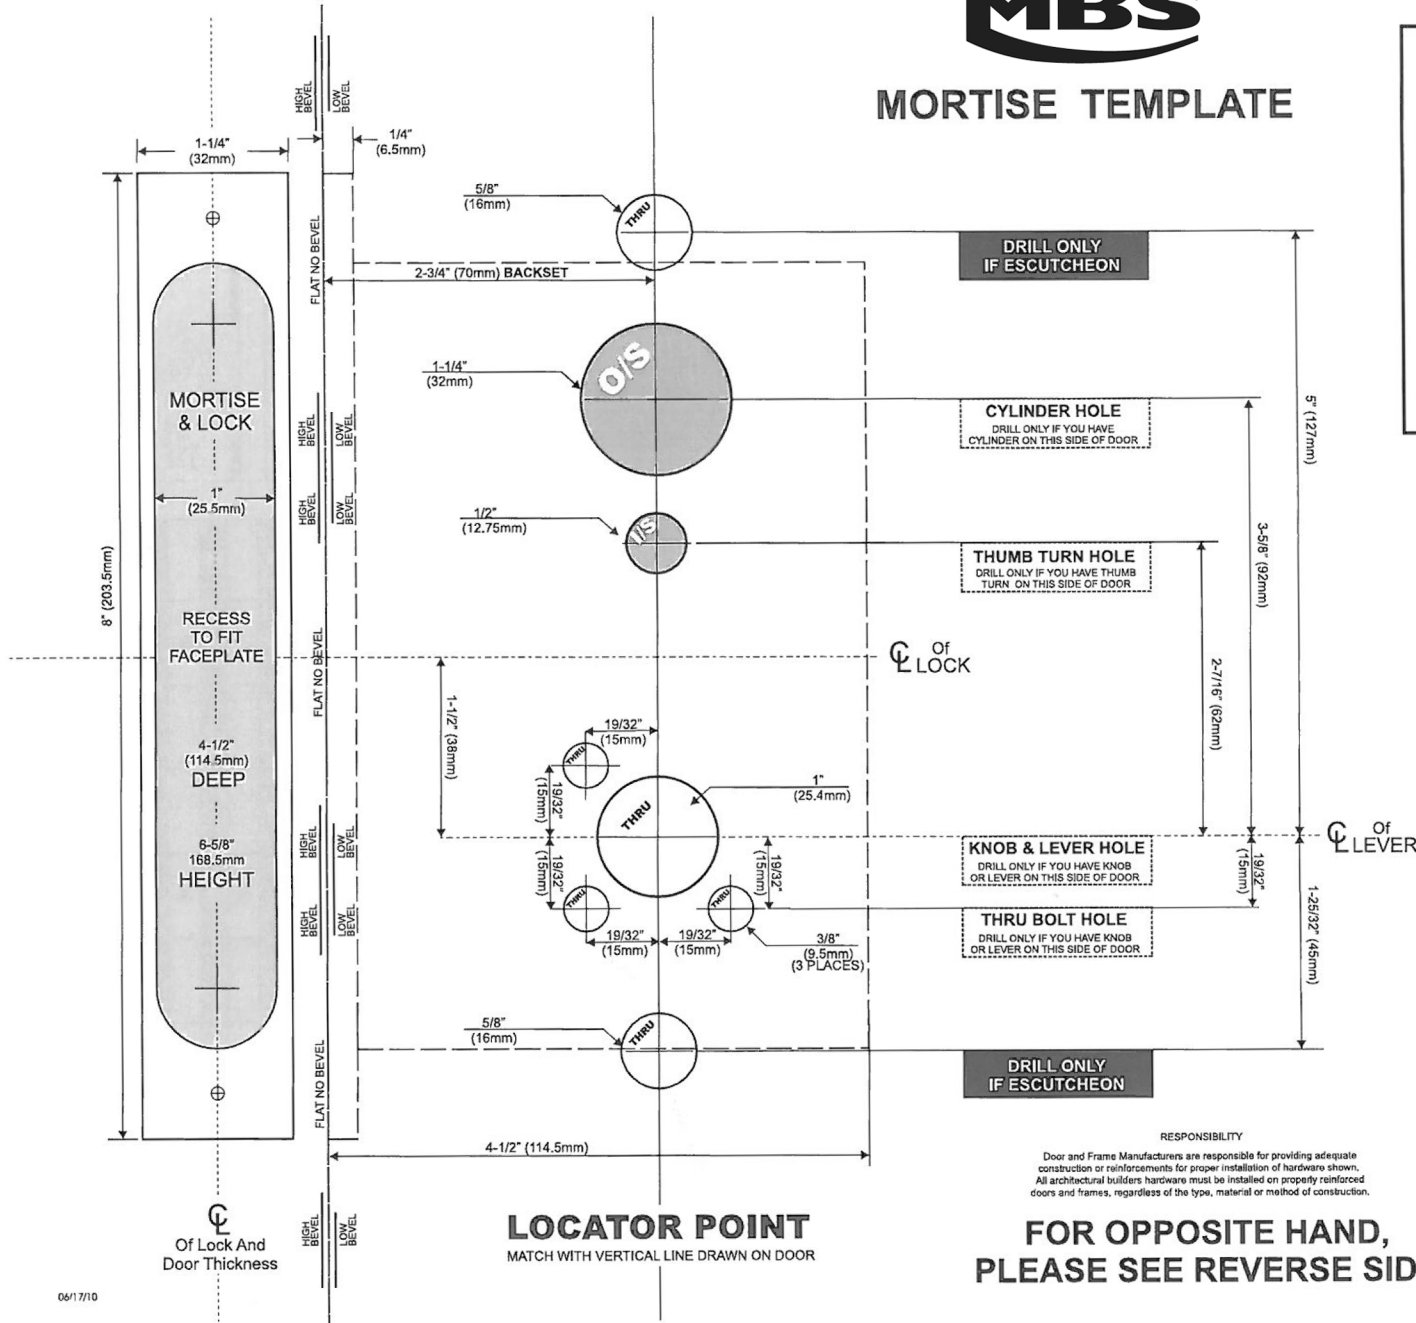 MBS
MORTISE TEMPLATE
HIGH
BEVEL
LOW
BEVEL
1-1/4"
(32mm)
1/4"
(6.5mm)
5/8"
(16mm)
THRU
DRILL ONLY
IF ESCUTCHEON
FLAT NO BEVEL
2-3/4" (70mm) BACKSET
1-1/4"
(32mm)
O/S
MORTISE
& LOCK
HIGH
BEVEL
LOW
BEVEL
CYLINDER HOLE
DRILL ONLY IF YOU HAVE
CYLINDER ON THIS SIDE OF DOOR
5" (127mm)
1"
(25.5mm)
HIGH
BEVEL
LOW
BEVEL
1/2"
(12.75mm)
I/S
THUMB TURN HOLE
DRILL ONLY IF YOU HAVE THUMB
TURN ON THIS SIDE OF DOOR
3-5/8" (92mm)
8" (203.5mm)
RECESS
TO FIT
FACEPLATE
FLAT NO BEVEL
CL Of
LOCK
2-7/16" (62mm)
1-1/2" (38mm)
19/32"
(15mm)
THRU
4-1/2"
(114.5mm)
DEEP
19/32"
(15mm)
1"
(25.4mm)
THRU
6-5/8"
168.5mm
HEIGHT
HIGH
BEVEL
LOW
BEVEL
KNOB & LEVER HOLE
DRILL ONLY IF YOU HAVE KNOB
OR LEVER ON THIS SIDE OF DOOR
CL Of
LEVER
19/32"
(15mm)
19/32"
(15mm)
19/32"
(15mm)
HIGH
BEVEL
LOW
BEVEL
THRU
THRU
THRU BOLT HOLE
DRILL ONLY IF YOU HAVE KNOB
OR LEVER ON THIS SIDE OF DOOR
1-25/32" (45mm)
19/32"
(15mm)
19/32"
(15mm)
3/8"
(9.5mm)
(3 PLACES)
5/8"
(16mm)
THRU
DRILL ONLY
IF ESCUTCHEON
FLAT NO BEVEL
4-1/2" (114.5mm)
RESPONSIBILITY
Door and Frame Manufacturers are responsible for providing adequate
construction or reinforcements for proper installation of hardware shown.
All architectural builders hardware must be installed on properly reinforced
doors and frames, regardless of the type, material or method of construction.
CL
Of Lock And
Door Thickness
HIGH
BEVEL
LOW
BEVEL
LOCATOR POINT
MATCH WITH VERTICAL LINE DRAWN ON DOOR
FOR OPPOSITE HAND,
PLEASE SEE REVERSE SID
06/17/10